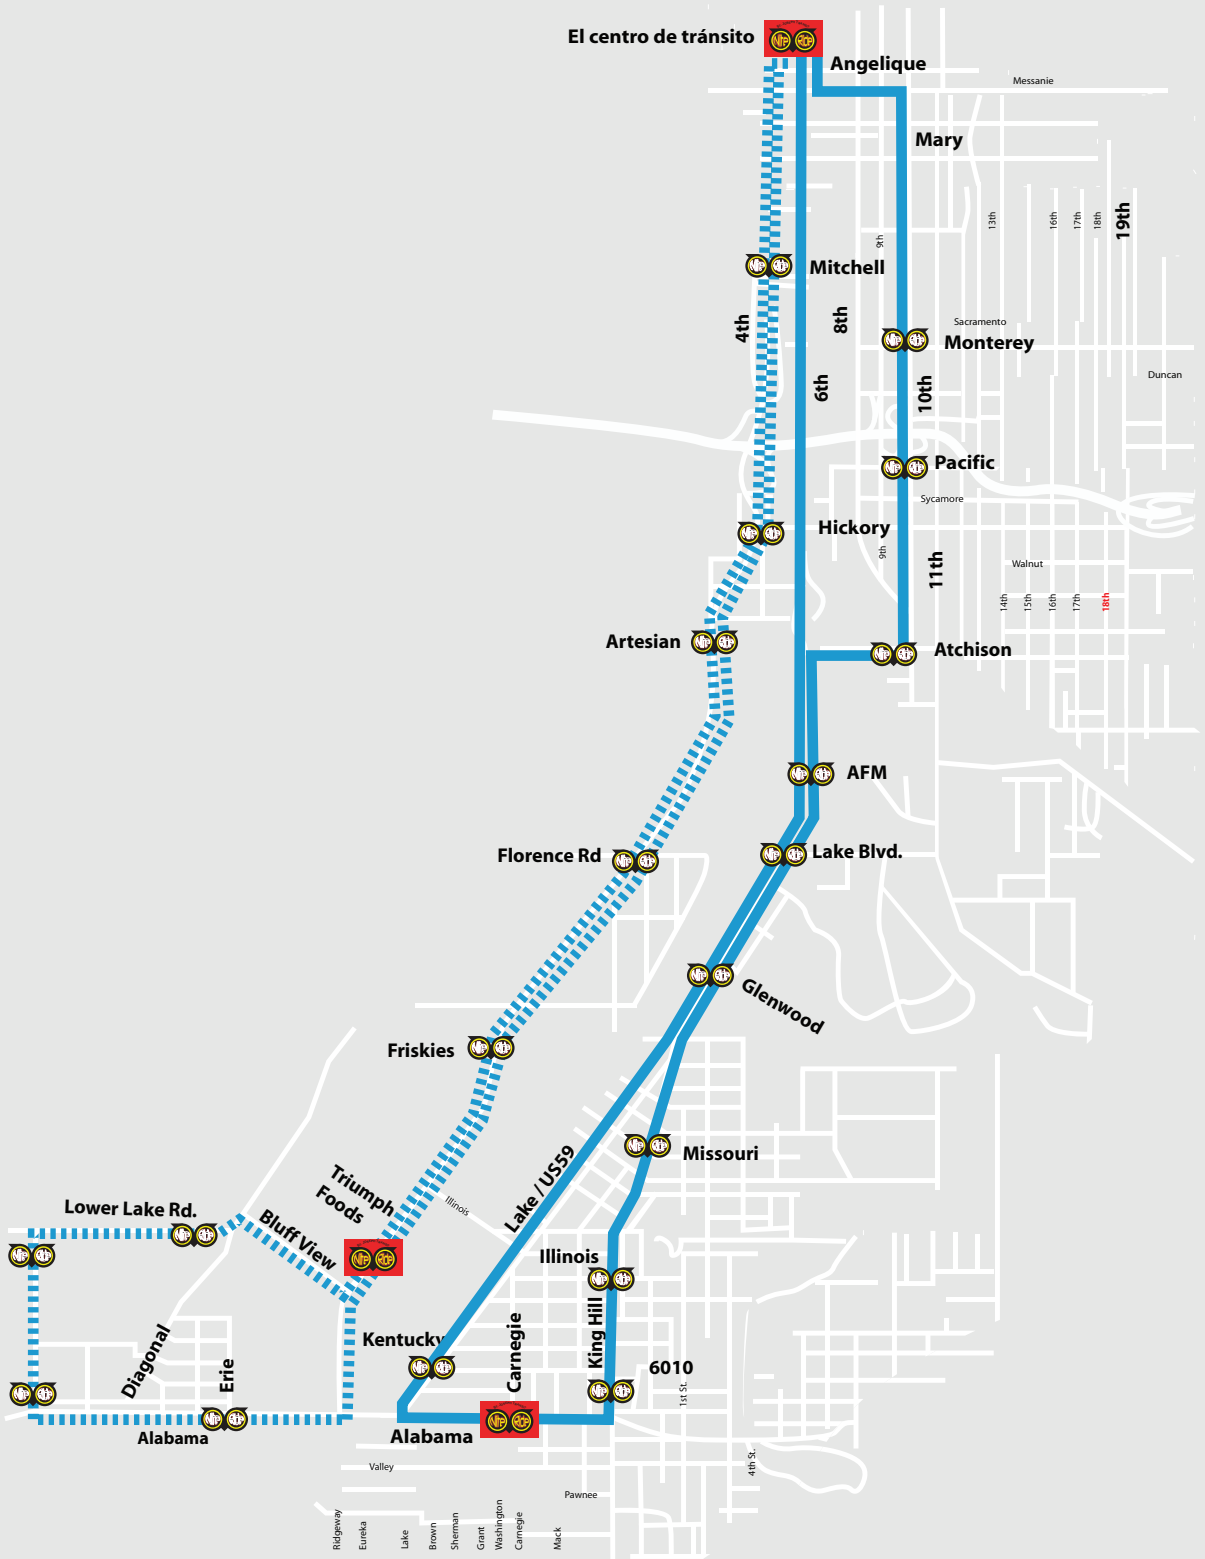 El centro de tránsito
Angelique
Messanie
Mary
13th
16th
17th
18th
19th
9th
Mitchell
4th
8th
6th
Sacramento
Monterey
Duncan
10th
Pacific
Sycamore
Hickory
9th
11th
Walnut
14th
15th
16th
17th
18th
Artesian
Atchison
AFM
Florence Rd
Lake Blvd.
Glenwood
Friskies
Missouri
Lake / US59
Triumph
Foods
Illinois
Lower Lake Rd.
Bluff View
Illinois
Kentucky
Carnegie
King Hill
6010
1st St.
Diagonal
Erie
Alabama
Alabama
4th St.
Valley
Pawnee
Ridgeway
Eureka
Lake
Brown
Sherman
Grant
Washington
Carnegie
Mack